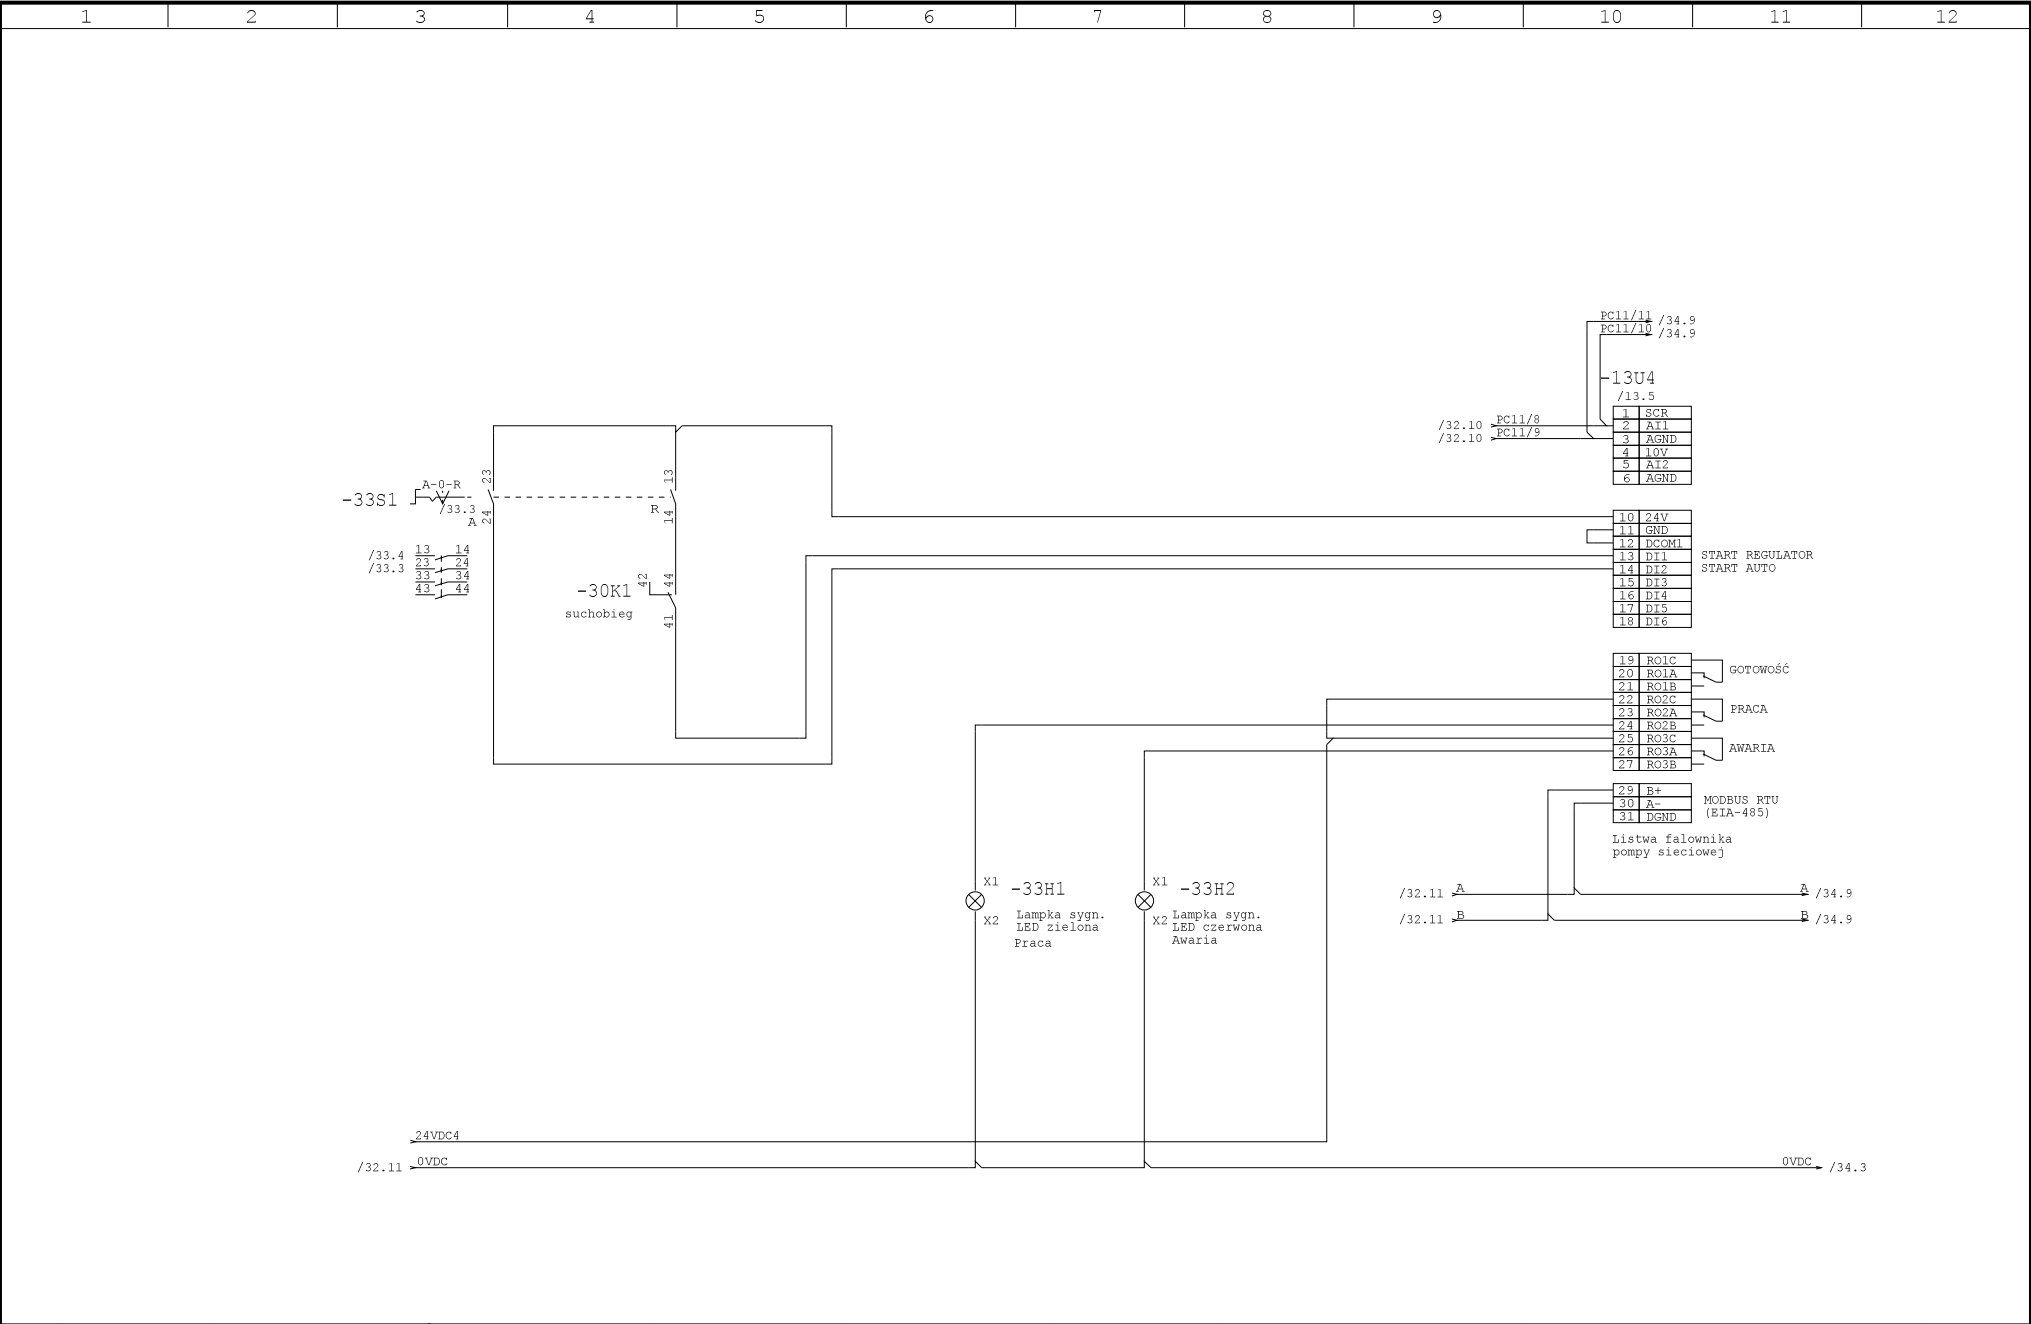 1 2 3 4 5 6 7 8 9 10 11 12
PC11/11 /34.9
PC11/10 /34.9
-13U4
/13.5
1 SCR
/32.10 PC11/8 2 AI1
/32.10 PC11/9 3 AGND
4 10V
5 AI2
6 AGND
23 13
A-0-R
-33S1
/33.3
A 24 R 14
10 24V
11 GND
12 DCOM1
13 DI1 START REGULATOR
14 DI2 START AUTO
15 DI3
16 DI4
17 DI5
18 DI6
/33.4 13 14
/33.3 23 24
33 34
43 44
42 44
-30K1
suchobieg
41
19 RO1C
20 RO1A GOTOWOŚĆ
21 RO1B
22 RO2C
23 RO2A PRACA
24 RO2B
25 RO3C
26 RO3A AWARIA
27 RO3B
29 B+
30 A- MODBUS RTU
31 DGND (EIA-485)
Listwa falownika
pompy sieciowej
X1 -33H1
X2 Lampka sygn.
LED zielona
Praca
X1 -33H2
X2 Lampka sygn.
LED czerwona
Awaria
/32.11 A A /34.9
/32.11 B B /34.9
24VDC4
/32.11 0VDC 0VDC /34.3